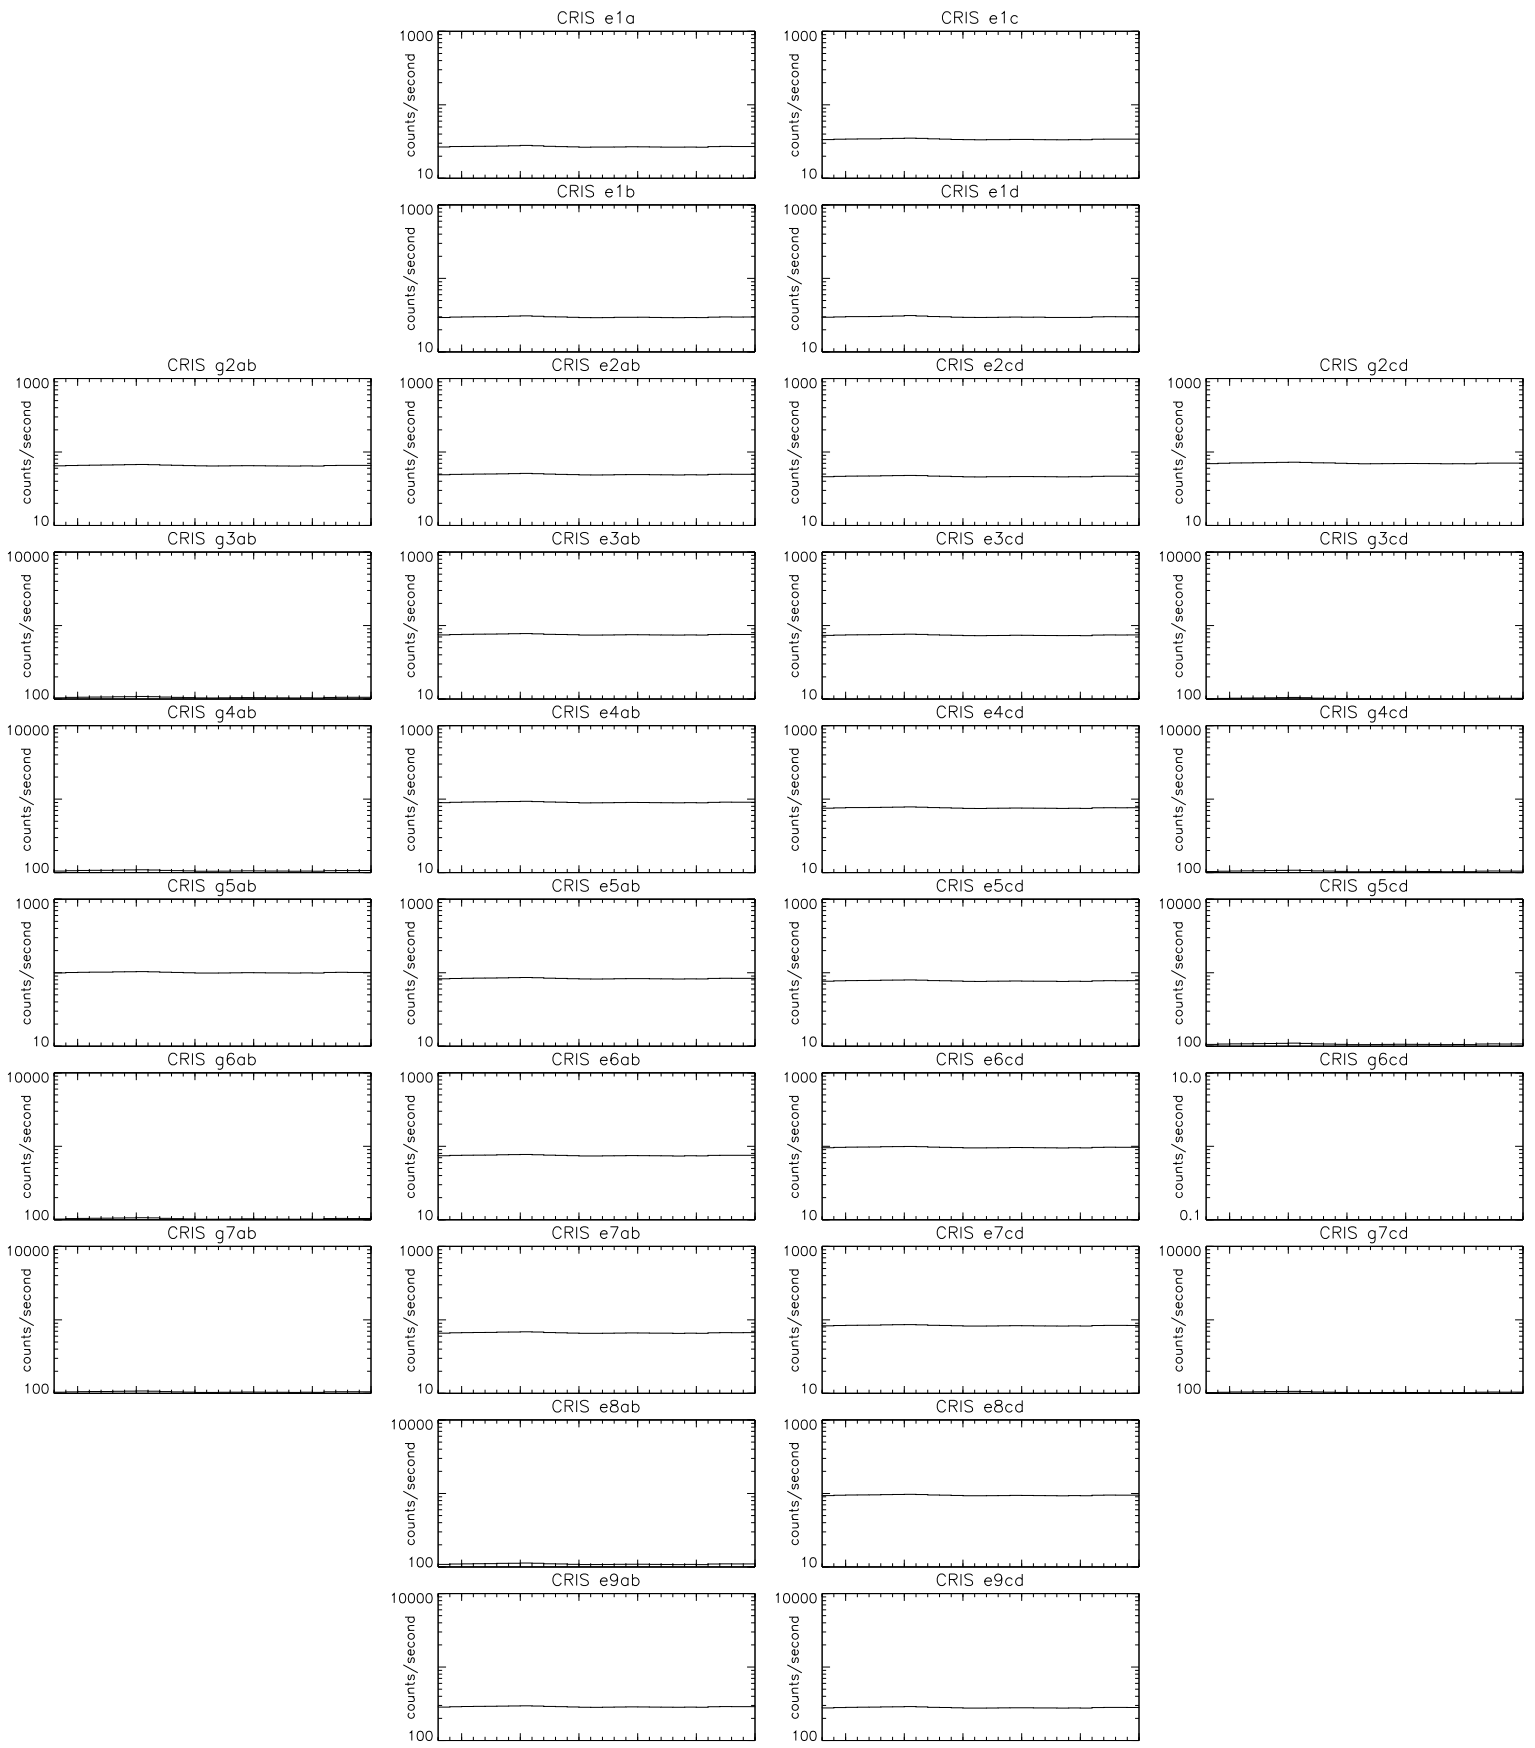 CRIS e1a
CRIS e1c
1000
counts/second
10
1000
counts/second
10
CRIS e1b
CRIS e1d
1000
counts/second
10
1000
counts/second
10
CRIS g2ab
CRIS e2ab
CRIS e2cd
CRIS g2cd
1000
counts/second
10
1000
counts/second
10
1000
counts/second
10
1000
counts/second
10
CRIS g3ab
CRIS e3ab
CRIS e3cd
CRIS g3cd
10000
counts/second
100
1000
counts/second
10
1000
counts/second
10
10000
counts/second
100
CRIS g4ab
CRIS e4ab
CRIS e4cd
CRIS g4cd
10000
counts/second
100
1000
counts/second
10
1000
counts/second
10
10000
counts/second
100
CRIS g5ab
CRIS e5ab
CRIS e5cd
CRIS g5cd
1000
counts/second
10
1000
counts/second
10
1000
counts/second
10
10000
counts/second
100
CRIS g6ab
CRIS e6ab
CRIS e6cd
CRIS g6cd
10000
counts/second
100
1000
counts/second
10
1000
counts/second
10
10.0
counts/second
0.1
CRIS g7ab
CRIS e7ab
CRIS e7cd
CRIS g7cd
10000
counts/second
100
1000
counts/second
10
1000
counts/second
10
10000
counts/second
100
CRIS e8ab
CRIS e8cd
10000
counts/second
100
1000
counts/second
10
CRIS e9ab
CRIS e9cd
10000
counts/second
100
10000
counts/second
100